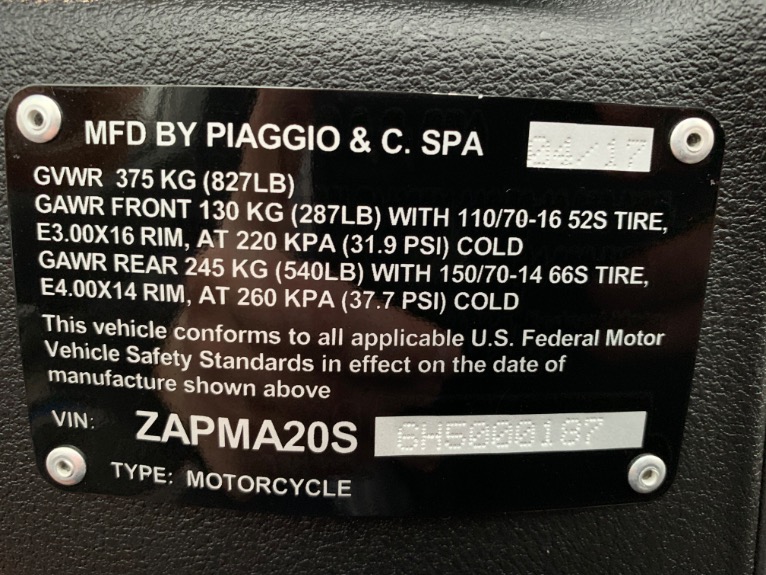 MFD BY PIAGGIO & C. SPA 04/17
GVWR 375 KG (827LB)
GAWR FRONT 130 KG (287LB) WITH 110/70-16 52S TIRE,
E3.00X16 RIM, AT 220 KPA (31.9 PSI) COLD
GAWR REAR 245 KG (540LB) WITH 150/70-14 66S TIRE,
E4.00X14 RIM, AT 260 KPA (37.7 PSI) COLD
This vehicle conforms to all applicable U.S. Federal Motor
Vehicle Safety Standards in effect on the date of
manufacture shown above
VIN: ZAPMA20S 6H5000187
TYPE: MOTORCYCLE